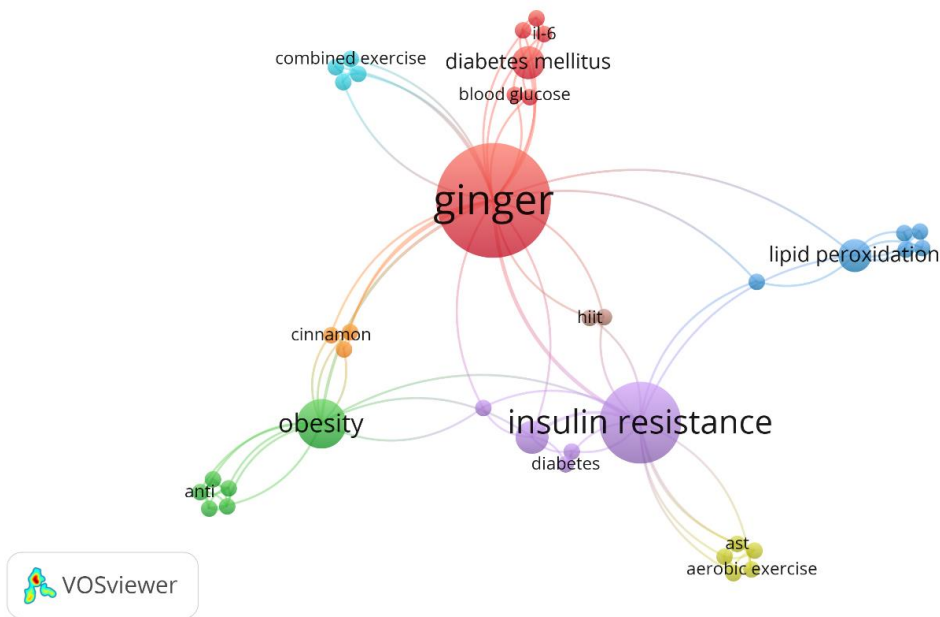 il-6
combined exercise
diabetes mellitus
blood glucose
ginger
lipid peroxidation
hiit
cinnamon
obesity
insulin resistance
diabetes
anti
ast
aerobic exercise
VOSviewer